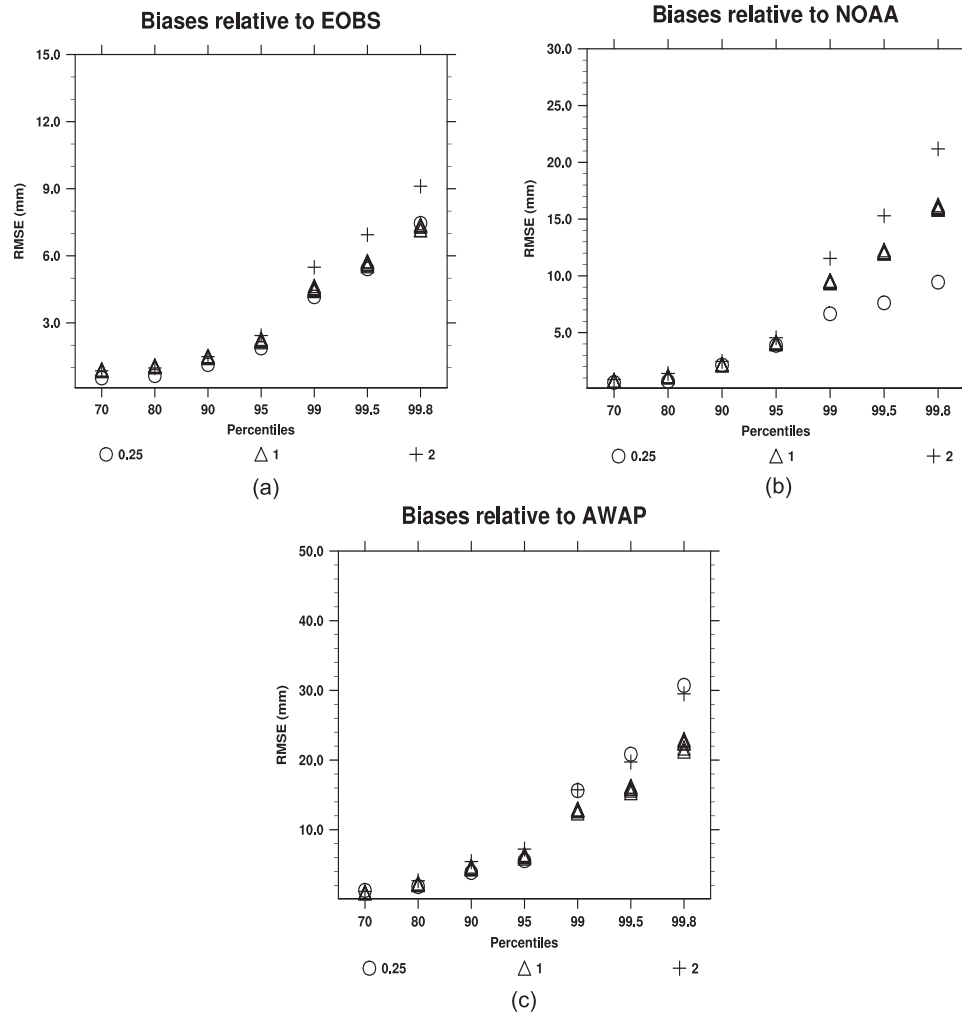 Biases relative to EOBS
15.0
12.0
9.0
6.0
3.0
RMSE (mm)
70 80 90 95 99 99.5 99.8
Percentiles
0.25 1 2
(a)
Biases relative to NOAA
30.0
25.0
20.0
15.0
10.0
5.0
RMSE (mm)
70 80 90 95 99 99.5 99.8
Percentiles
0.25 1 2
(b)
Biases relative to AWAP
50.0
40.0
30.0
20.0
10.0
RMSE (mm)
70 80 90 95 99 99.5 99.8
Percentiles
0.25 1 2
(c)